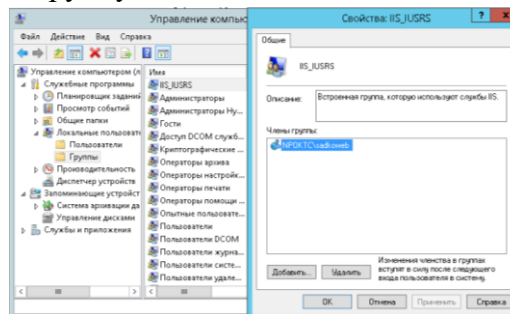 Управление компью
Файл Действие Вид Справка
Управление компьютером (л
Служебные программы
Планировщик заданий
Просмотр событий
Общие папки
Локальные пользовате
Пользователи
Группы
Производительность
Диспетчер устройств
Запоминающие устройст
Система архивации да
Управление дисками
Службы и приложения
Имя
IIS_IUSRS
Администраторы
Администраторы Hy...
Гости
Доступ DCOM служб...
Криптографические ...
Операторы архива
Операторы настройк...
Операторы печати
Операторы помощи ...
Опытные пользовате...
Пользователи
Пользователи DCOM
Пользователи журна...
Пользователи систе...
Пользователи удале...
Свойства: IIS_IUSRS
Общие
IIS_IUSRS
Описание:
Встроенная группа, которую используют службы IIS.
Члены группы:
NPOKTC\sadkoweb
Добавить...
Удалить
Изменения членства в группах
вступят в силу после следующего
входа пользователя в систему.
OK
Отмена
Применить
Справка